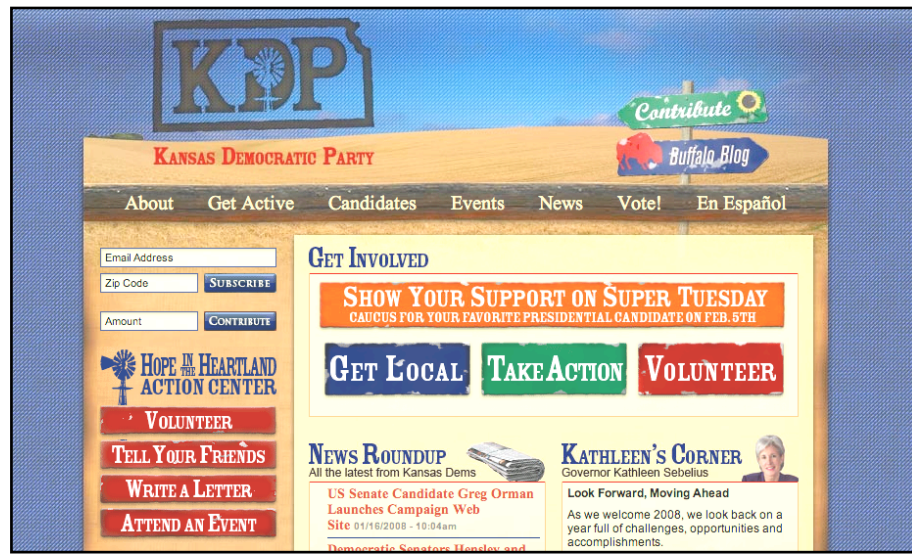 KDP
Contribute
Buffalo Blog
KANSAS DEMOCRATIC PARTY
About Get Active Candidates Events News Vote! En Español
Email Address
Zip Code SUBSCRIBE
Amount CONTRIBUTE
HOPE IN THE HEARTLAND
ACTION CENTER
VOLUNTEER
TELL YOUR FRIENDS
WRITE A LETTER
ATTEND AN EVENT
GET INVOLVED
SHOW YOUR SUPPORT ON SUPER TUESDAY
CAUCUS FOR YOUR FAVORITE PRESIDENTIAL CANDIDATE ON FEB. 5TH
GET LOCAL TAKE ACTION VOLUNTEER
NEWS ROUNDUP
All the latest from Kansas Dems
US Senate Candidate Greg Orman
Launches Campaign Web
Site 01/16/2008 - 10:04am
Democratic Senators Hensley and
KATHLEEN'S CORNER
Governor Kathleen Sebelius
Look Forward, Moving Ahead
As we welcome 2008, we look back on a
year full of challenges, opportunities and
accomplishments.